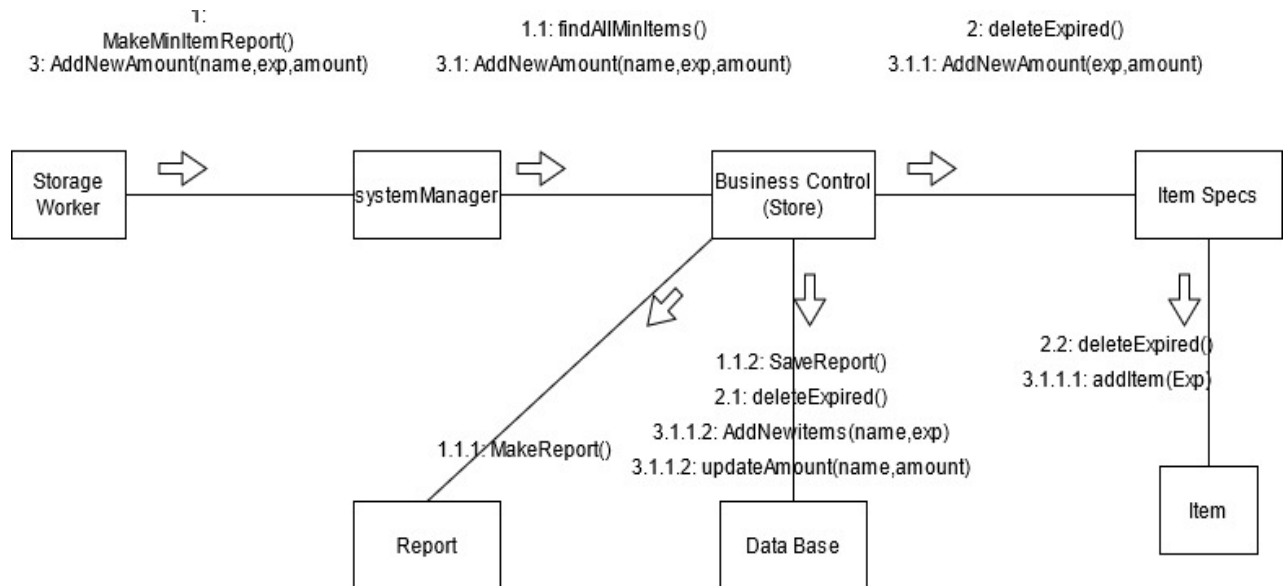 1:
MakeMinItemReport()
3: AddNewAmount(name,exp,amount)
1.1: findAllMinItems()
3.1: AddNewAmount(name,exp,amount)
2: deleteExpired()
3.1.1: AddNewAmount(exp,amount)
Storage
Worker
systemManager
Business Control
(Store)
Item Specs
1.1.2: SaveReport()
2.1: deleteExpired()
3.1.1.2: AddNewitems(name,exp)
3.1.1.2: updateAmount(name,amount)
2.2: deleteExpired()
3.1.1.1: addItem(Exp)
1.1.1: MakeReport()
Report
Data Base
Item